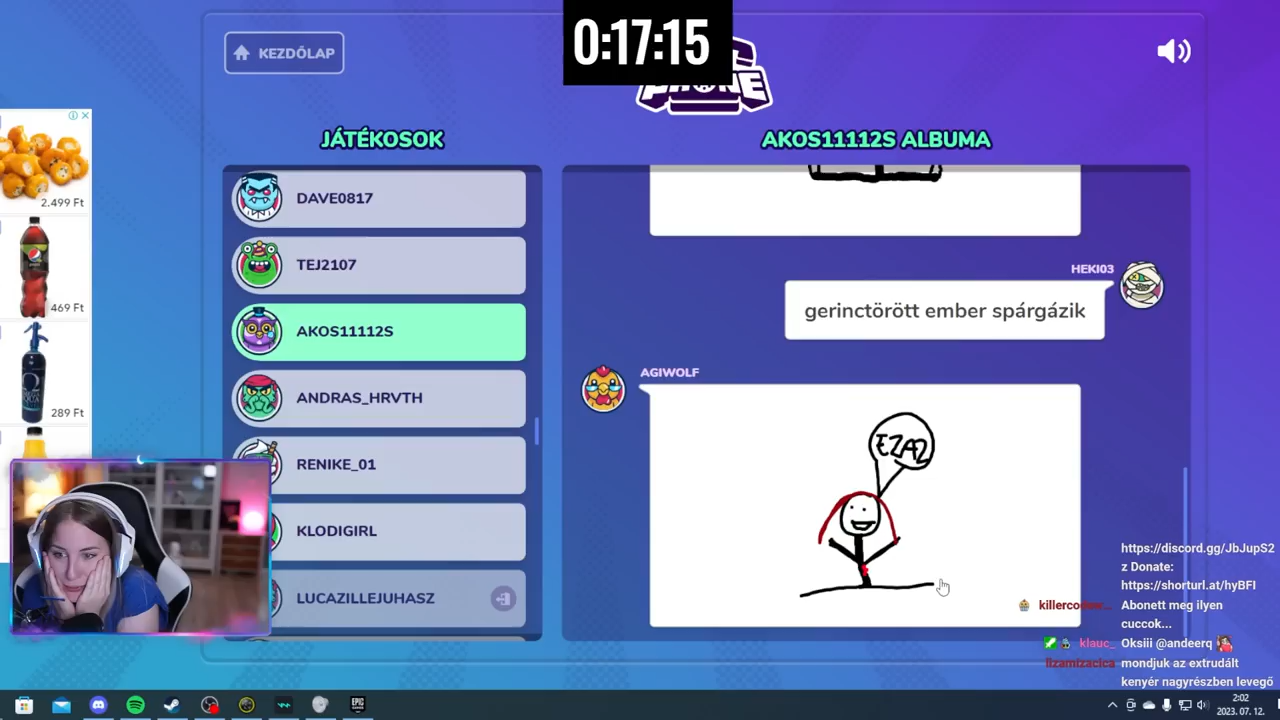 0:17:15
KEZDŐLAP
PHONE
JÁTÉKOSOK
AKOS11112S ALBUMA
2.499 Ft
469 Ft
289 Ft
DAVE0817
TEJ2107
AKOS11112S
ANDRAS_HRVTH
RENIKE_01
KLODIGIRL
LUCAZILLEJUHASZ
HEKI03
gerinctörött ember spárgázik
AGIWOLF
EZAZ
https://discord.gg/JbJupS2
z Donate:
https://shorturl.at/hyBFI
Abonett meg ilyen
cuccok...
klauc_ Oksiii @andeerq
lizamizacica mondjuk az extrudált
kenyér nagyrészben levegő
2:02
2023. 07. 12.